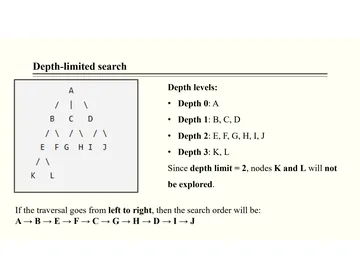 Depth-limited search
A
/ | \
B C D
/ \ / \ / \
E F G H I J
/ \
K L
Depth levels:
• Depth 0: A
• Depth 1: B, C, D
• Depth 2: E, F, G, H, I, J
• Depth 3: K, L
Since depth limit = 2, nodes K and L will not
be explored.
If the traversal goes from left to right, then the search order will be:
A → B → E → F → C → G → H → D → I → J